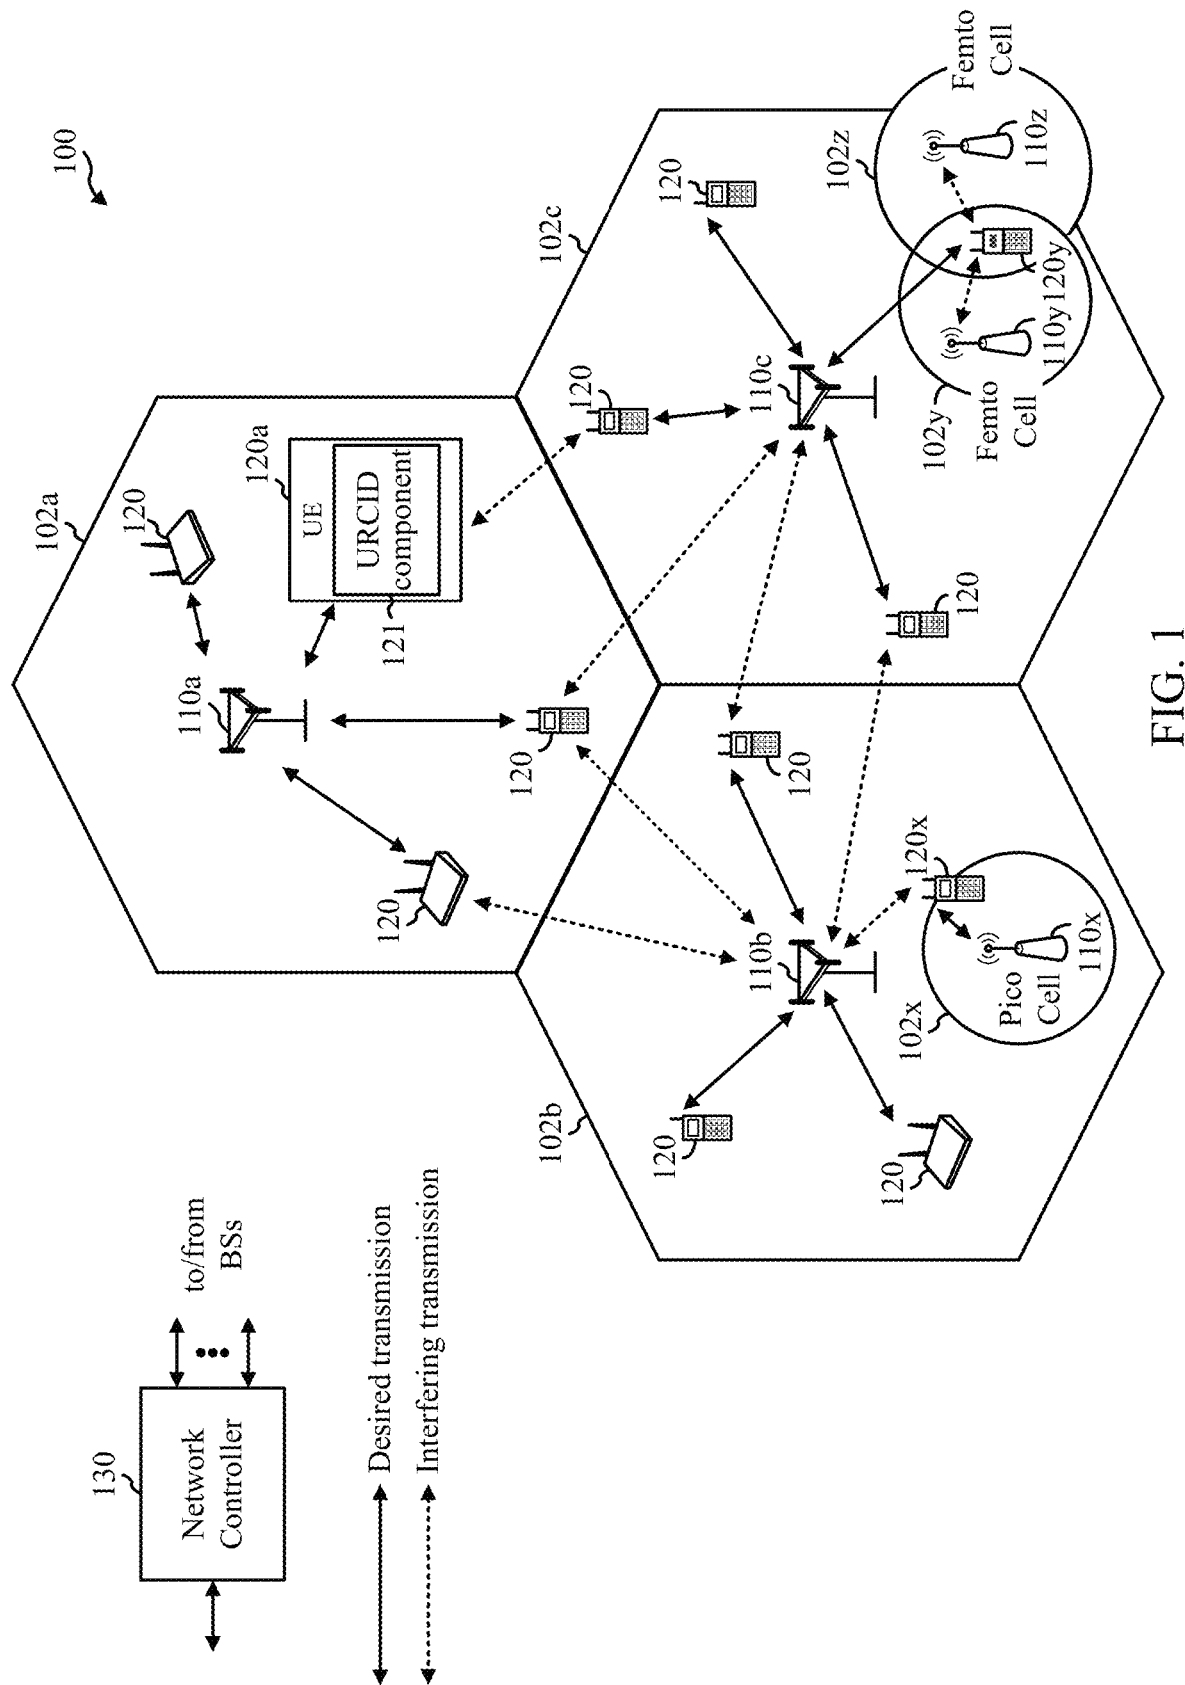 100
130
Network
Controller
to/from
BSs
Desired transmission
Interfering transmission
102a
120
110a
120a
UE
URCID
component
121
120
120
102b
120
110b
120
120
102x
Pico
Cell
110x
120x
102c
120
120
110c
120
102y
Femto
Cell
110y
120y
102z
Femto
Cell
110z
FIG. 1